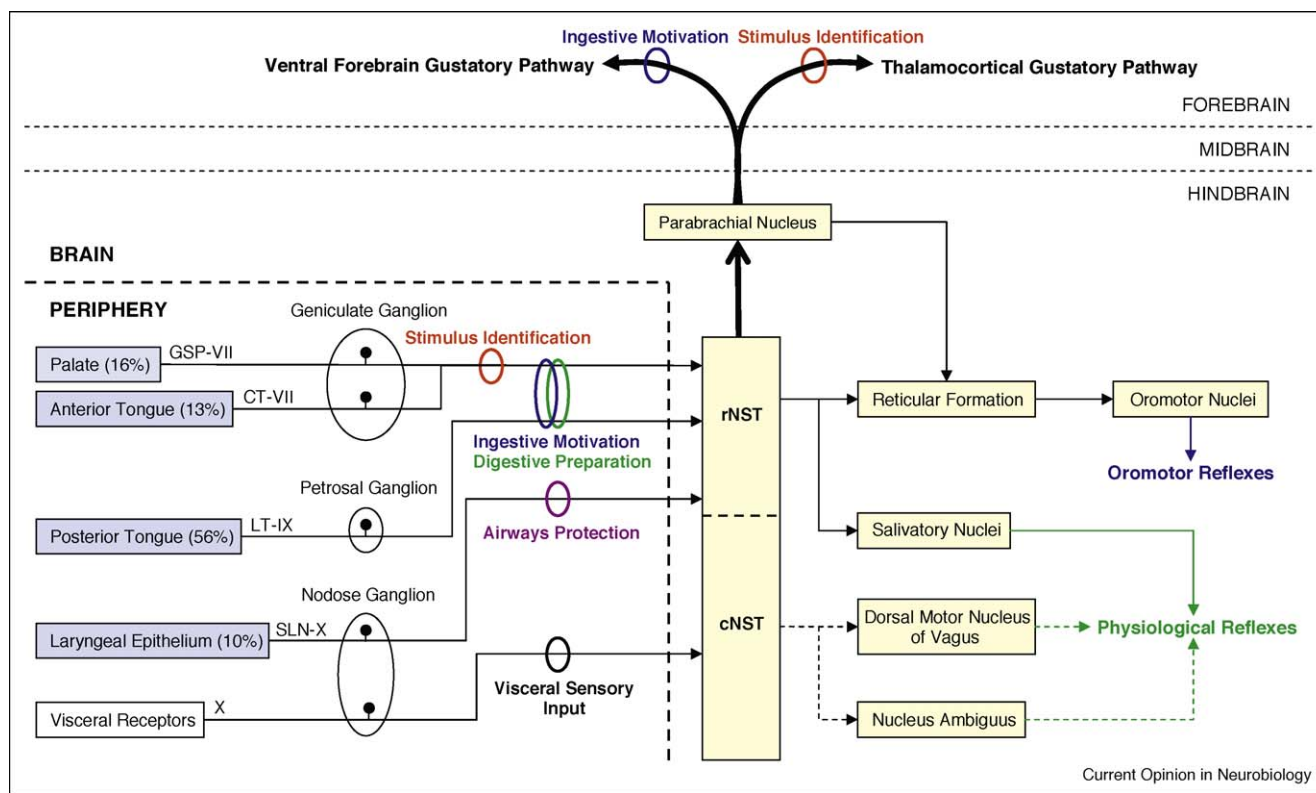 Ingestive Motivation Stimulus Identification
Ventral Forebrain Gustatory Pathway
Thalamocortical Gustatory Pathway
FOREBRAIN
MIDBRAIN
HINDBRAIN
Parabrachial Nucleus
BRAIN
PERIPHERY
Geniculate Ganglion
Stimulus Identification
GSP-VII
Palate (16%)
CT-VII
Anterior Tongue (13%)
rNST
Reticular Formation
Oromotor Nuclei
Ingestive Motivation
Digestive Preparation
Oromotor Reflexes
Petrosal Ganglion
LT-IX
Posterior Tongue (56%)
Airways Protection
Salivatory Nuclei
Nodose Ganglion
SLN-X
Laryngeal Epithelium (10%)
cNST
Dorsal Motor Nucleus
of Vagus
Physiological Reflexes
Visceral Sensory
Input
X
Visceral Receptors
Nucleus Ambiguus
Current Opinion in Neurobiology